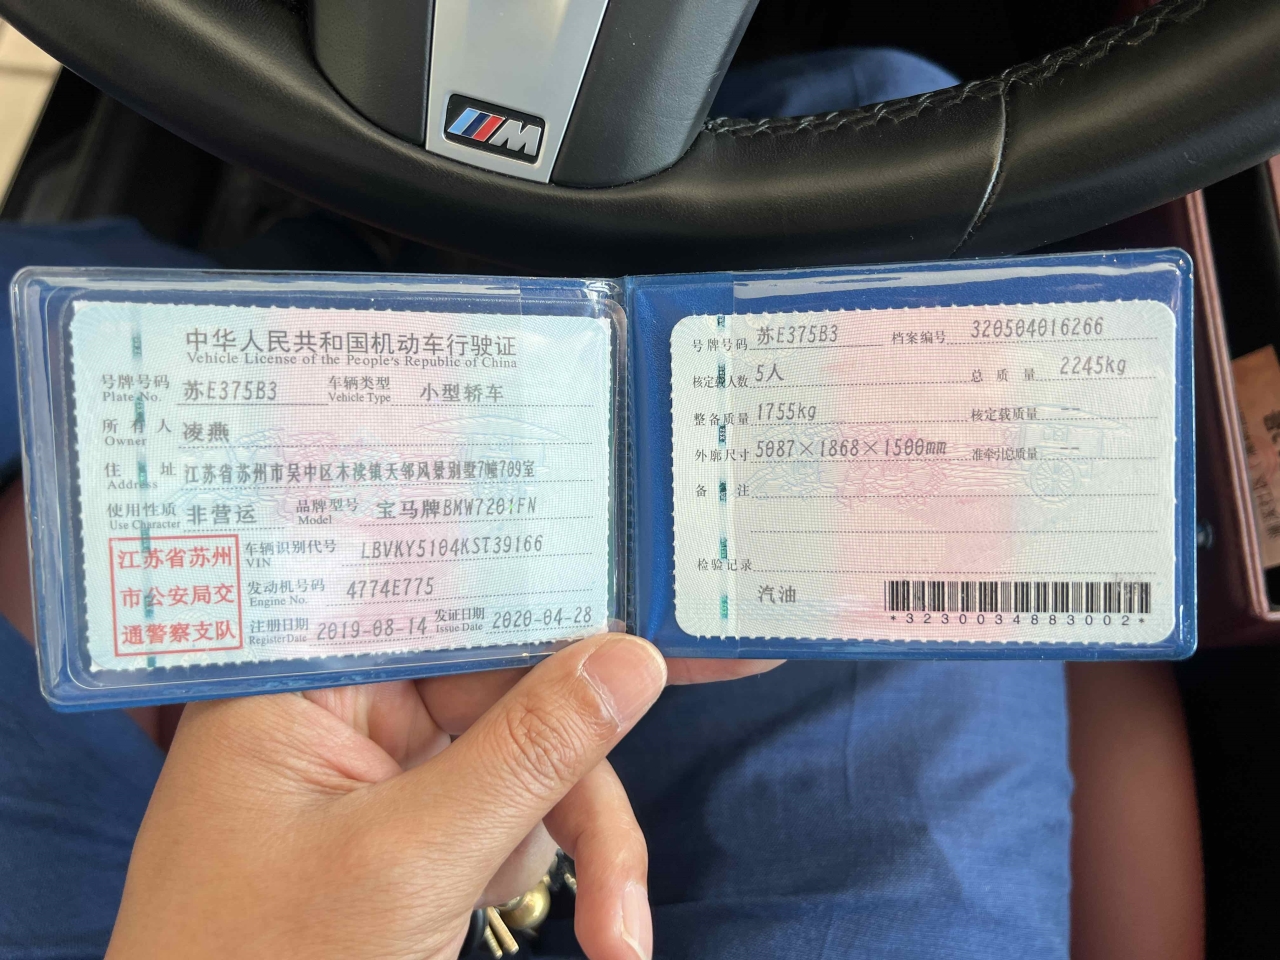 M
中华人民共和国机动车行驶证
Vehicle License of the People's Republic of China
号牌号码 苏E375B3 车辆类型 小型轿车
Plate No. Vehicle Type
所有人 凌燕
Owner
住址 江苏省苏州市吴中区木渎镇天邻风景别墅7幢709室
Address
使用性质 非营运 品牌型号 宝马牌BMW7201FN
Use Character Model
江苏省苏州
市公安局交
通警察支队
车辆识别代号 LBVKY5104KST39166
VIN
发动机号码 4774E775
Engine No.
注册日期 2019-08-14 发证日期 2020-04-28
Register Date Issue Date
号牌号码 苏E375B3 档案编号 320504016266
核定载人数 5人 总质量 2245kg
整备质量 1755kg 核定载质量 --
外廓尺寸 5087×1868×1500mm 准牵引总质量 --
备注
检验记录
汽油
*3230034883002*